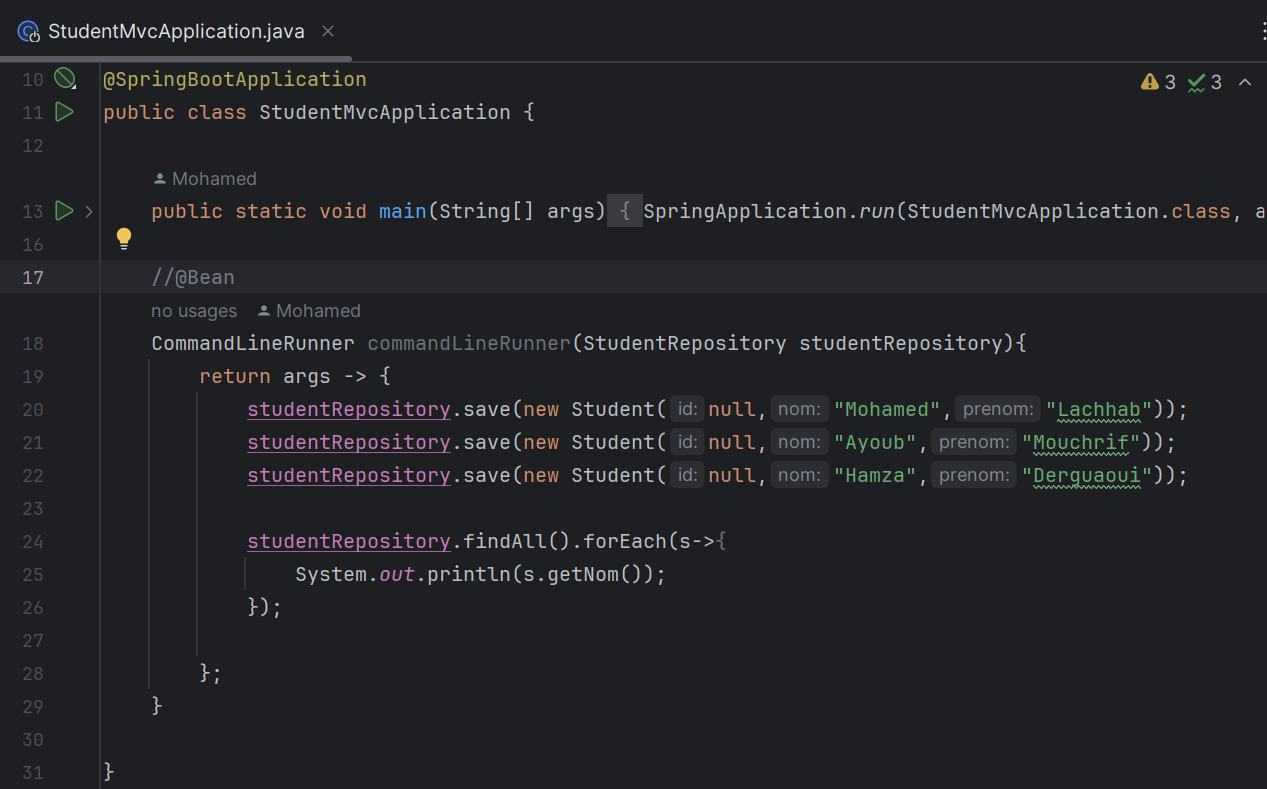 StudentMvcApplication.java
3 3
10 @SpringBootApplication
11 public class StudentMvcApplication {
12
Mohamed
13 public static void main(String[] args) { SpringApplication.run(StudentMvcApplication.class, a
16
17 //@Bean
no usages Mohamed
18 CommandLineRunner commandLineRunner(StudentRepository studentRepository){
19 return args -> {
20 studentRepository.save(new Student( id: null, nom: "Mohamed", prenom: "Lachhab"));
21 studentRepository.save(new Student( id: null, nom: "Ayoub", prenom: "Mouchrif"));
22 studentRepository.save(new Student( id: null, nom: "Hamza", prenom: "Derguaoui"));
23
24 studentRepository.findAll().forEach(s->{
25 System.out.println(s.getNom());
26 });
27
28 };
29 }
30
31 }